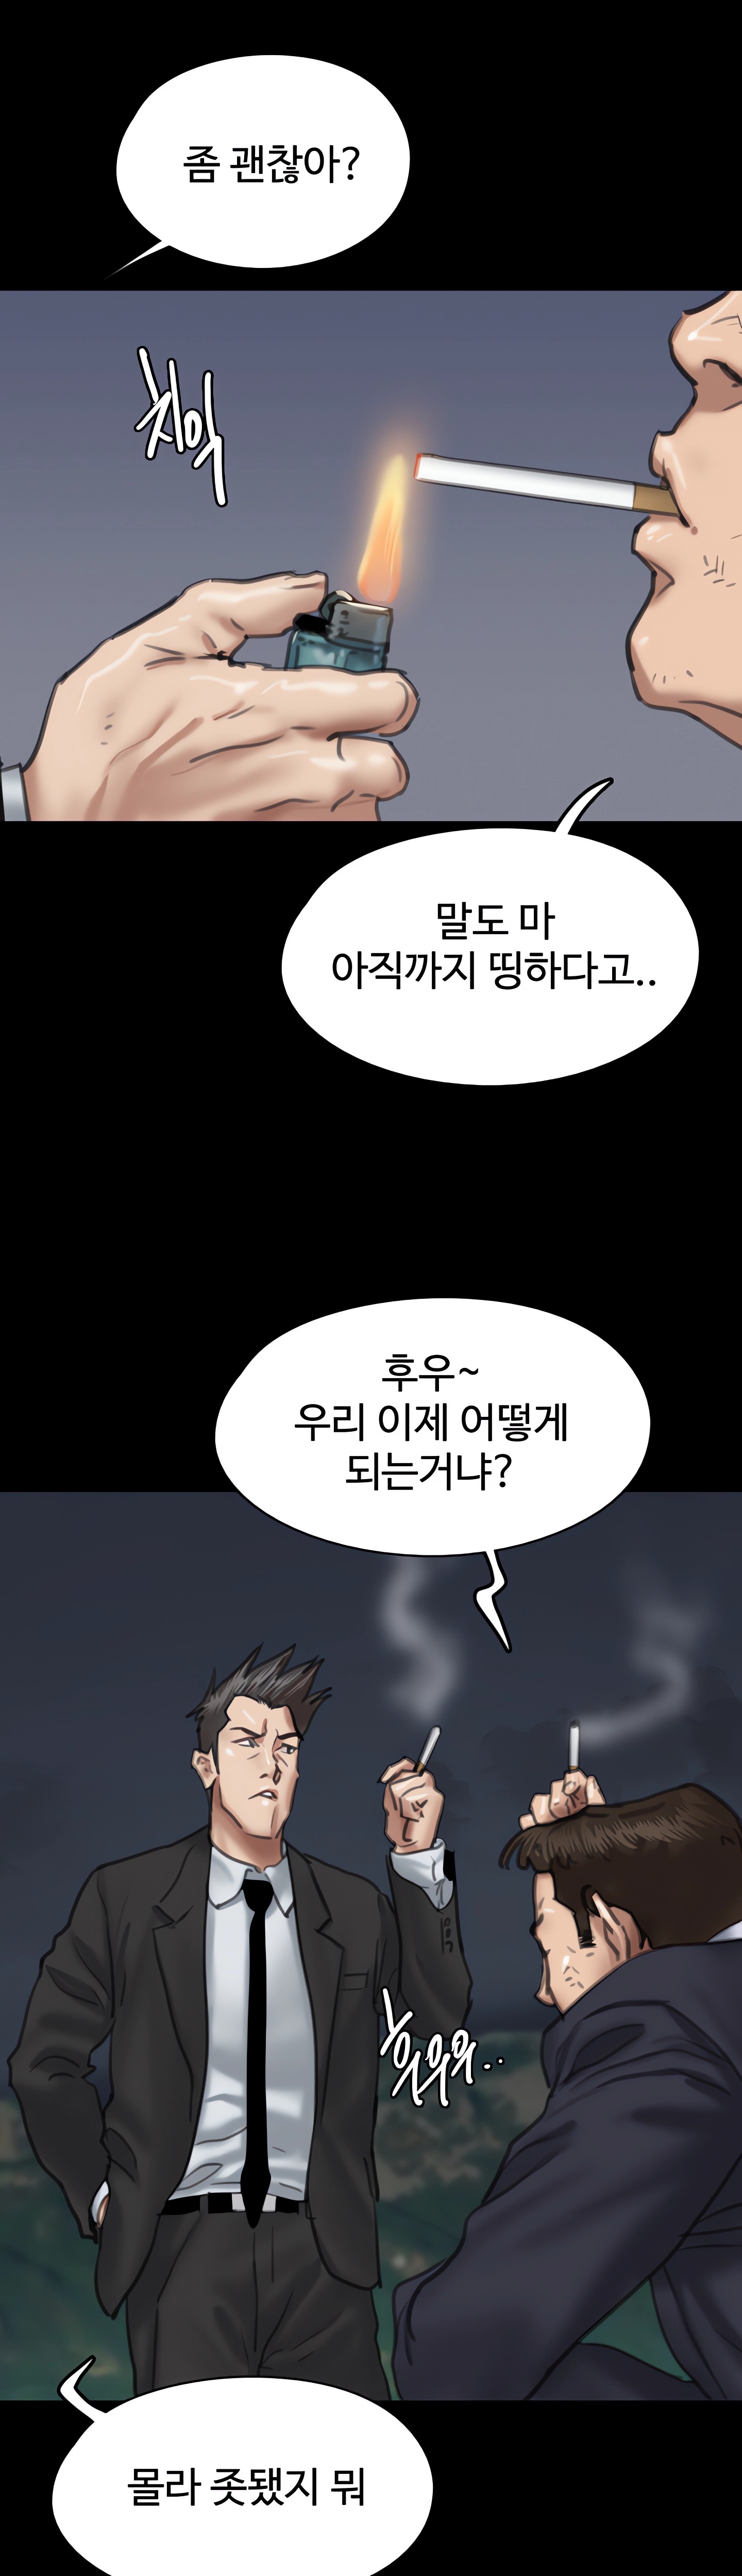 좀 괜찮아?
치익
말도 마
아직까지 띵하다고..
후우~
우리 이제 어떻게
되는거냐?
후우우..
몰라 좃됐지 뭐